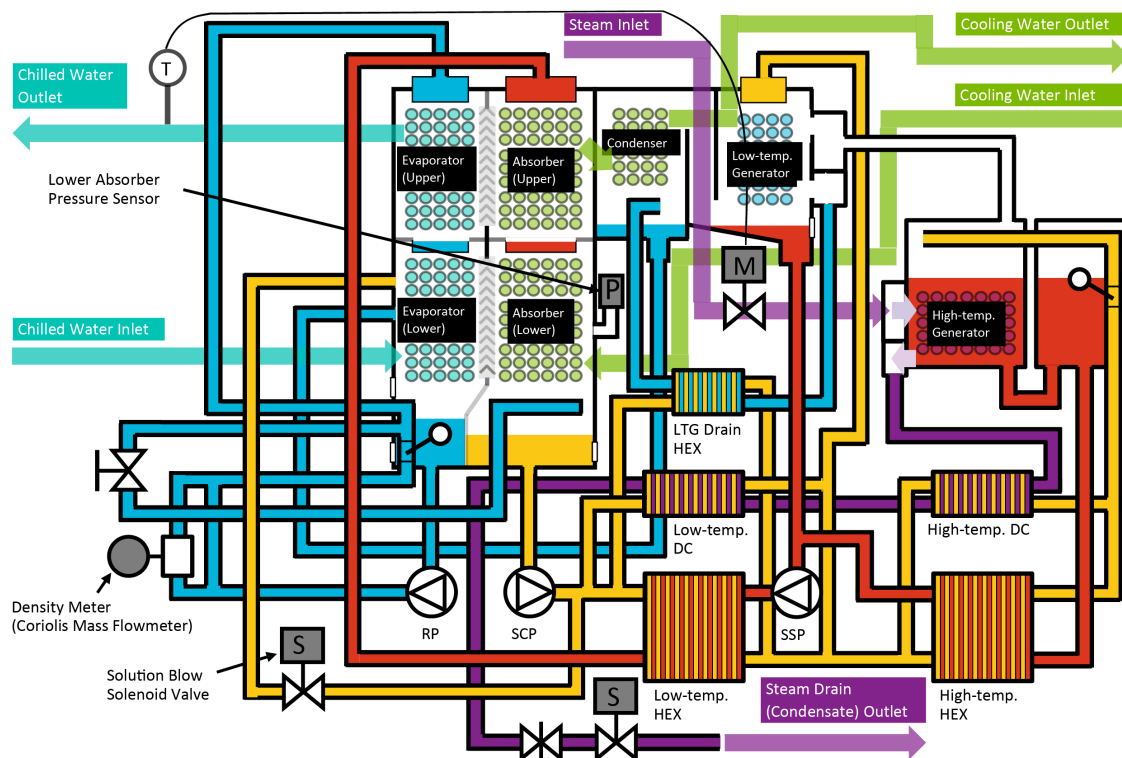 Steam Inlet
Cooling Water Outlet
T
Chilled Water
Outlet
Cooling Water Inlet
Condenser
Evaporator
(Upper)
Absorber
(Upper)
Low-temp.
Generator
Lower Absorber
Pressure Sensor
M
P
Evaporator
(Lower)
Absorber
(Lower)
High-temp.
Generator
Chilled Water Inlet
LTG Drain
HEX
Low-temp.
DC
High-temp. DC
Density Meter
(Coriolis Mass Flowmeter)
RP
SCP
SSP
S
Solution Blow
Solenoid Valve
S
Low-temp.
HEX
Steam Drain
(Condensate) Outlet
High-temp.
HEX